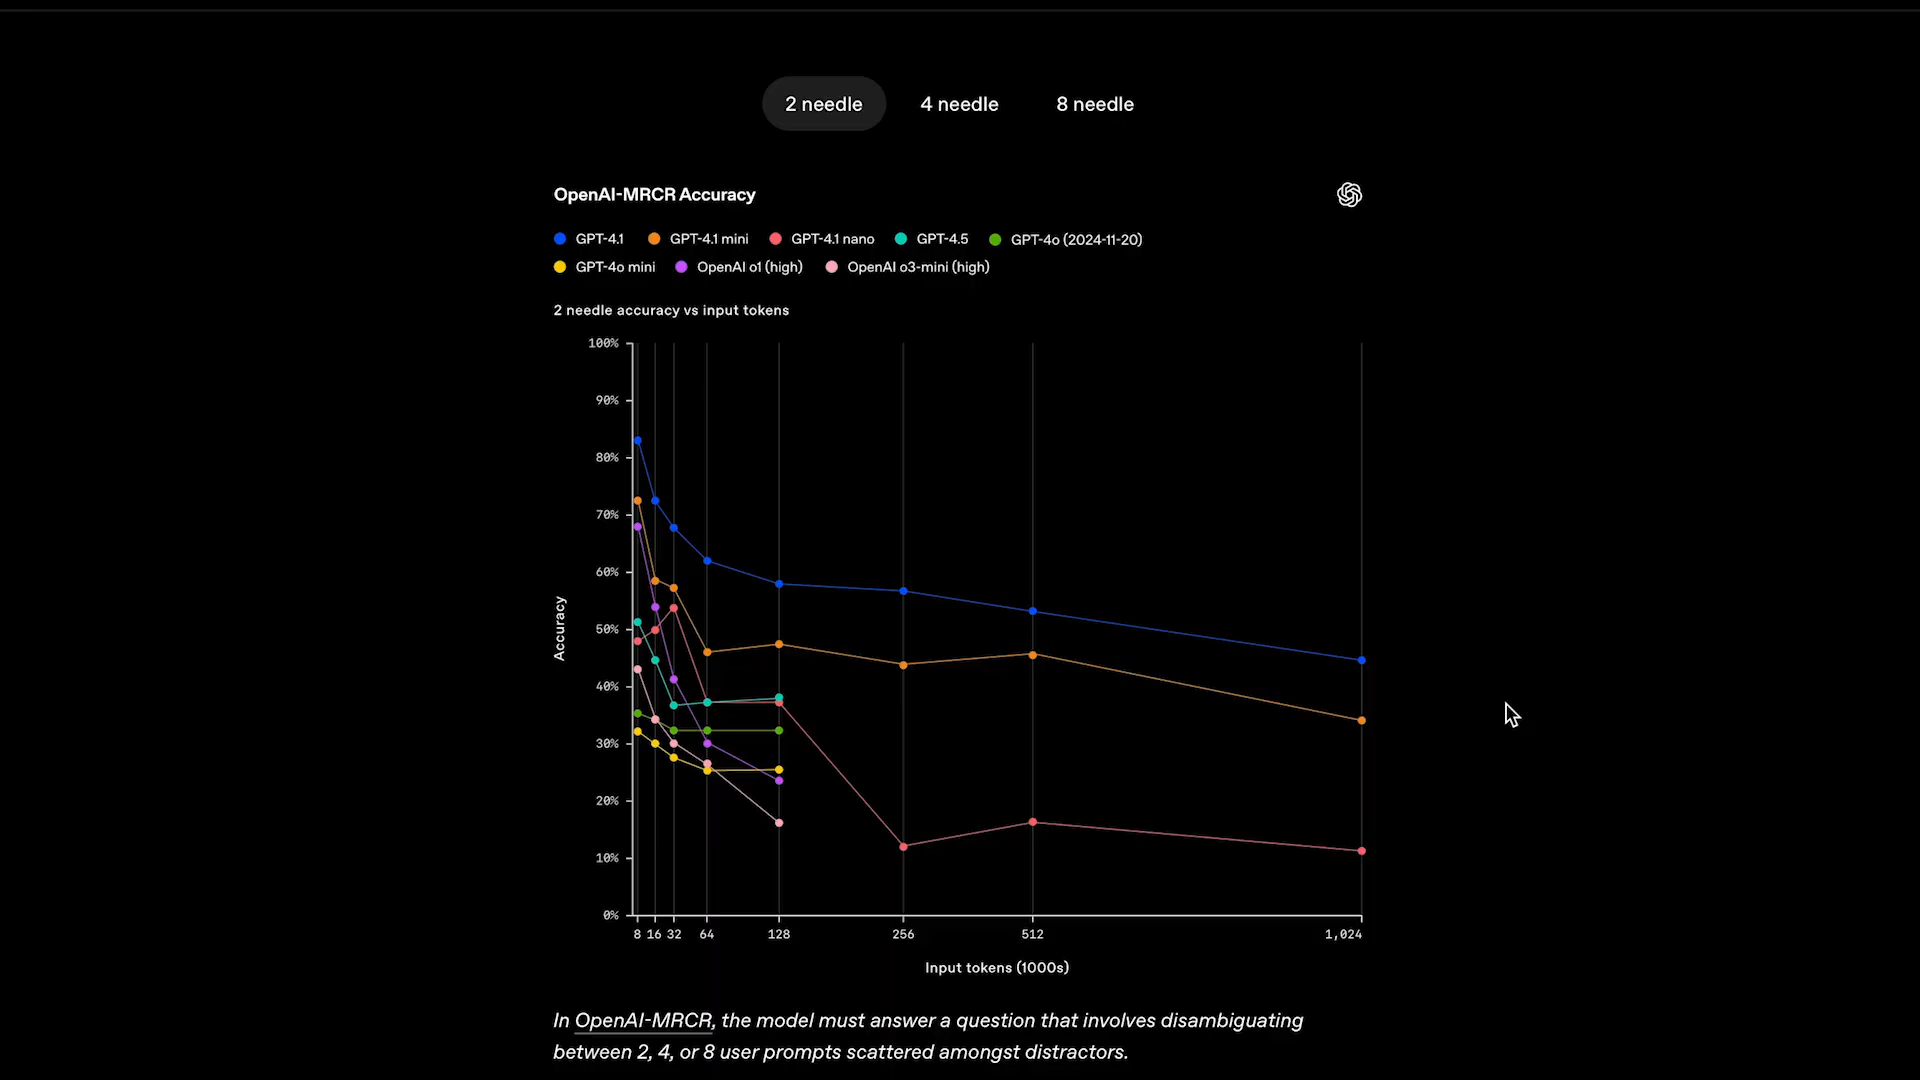 2 needle 4 needle 8 needle
OpenAI-MRCR Accuracy
GPT-4.1 GPT-4.1 mini GPT-4.1 nano GPT-4.5 GPT-4o (2024-11-20)
GPT-4o mini OpenAI o1 (high) OpenAI o3-mini (high)
2 needle accuracy vs input tokens
100%
90%
80%
70%
60%
50%
40%
30%
20%
10%
0%
Accuracy
8 16 32 64 128 256 512 1,024
Input tokens (1000s)
In OpenAI-MRCR, the model must answer a question that involves disambiguating
between 2, 4, or 8 user prompts scattered amongst distractors.